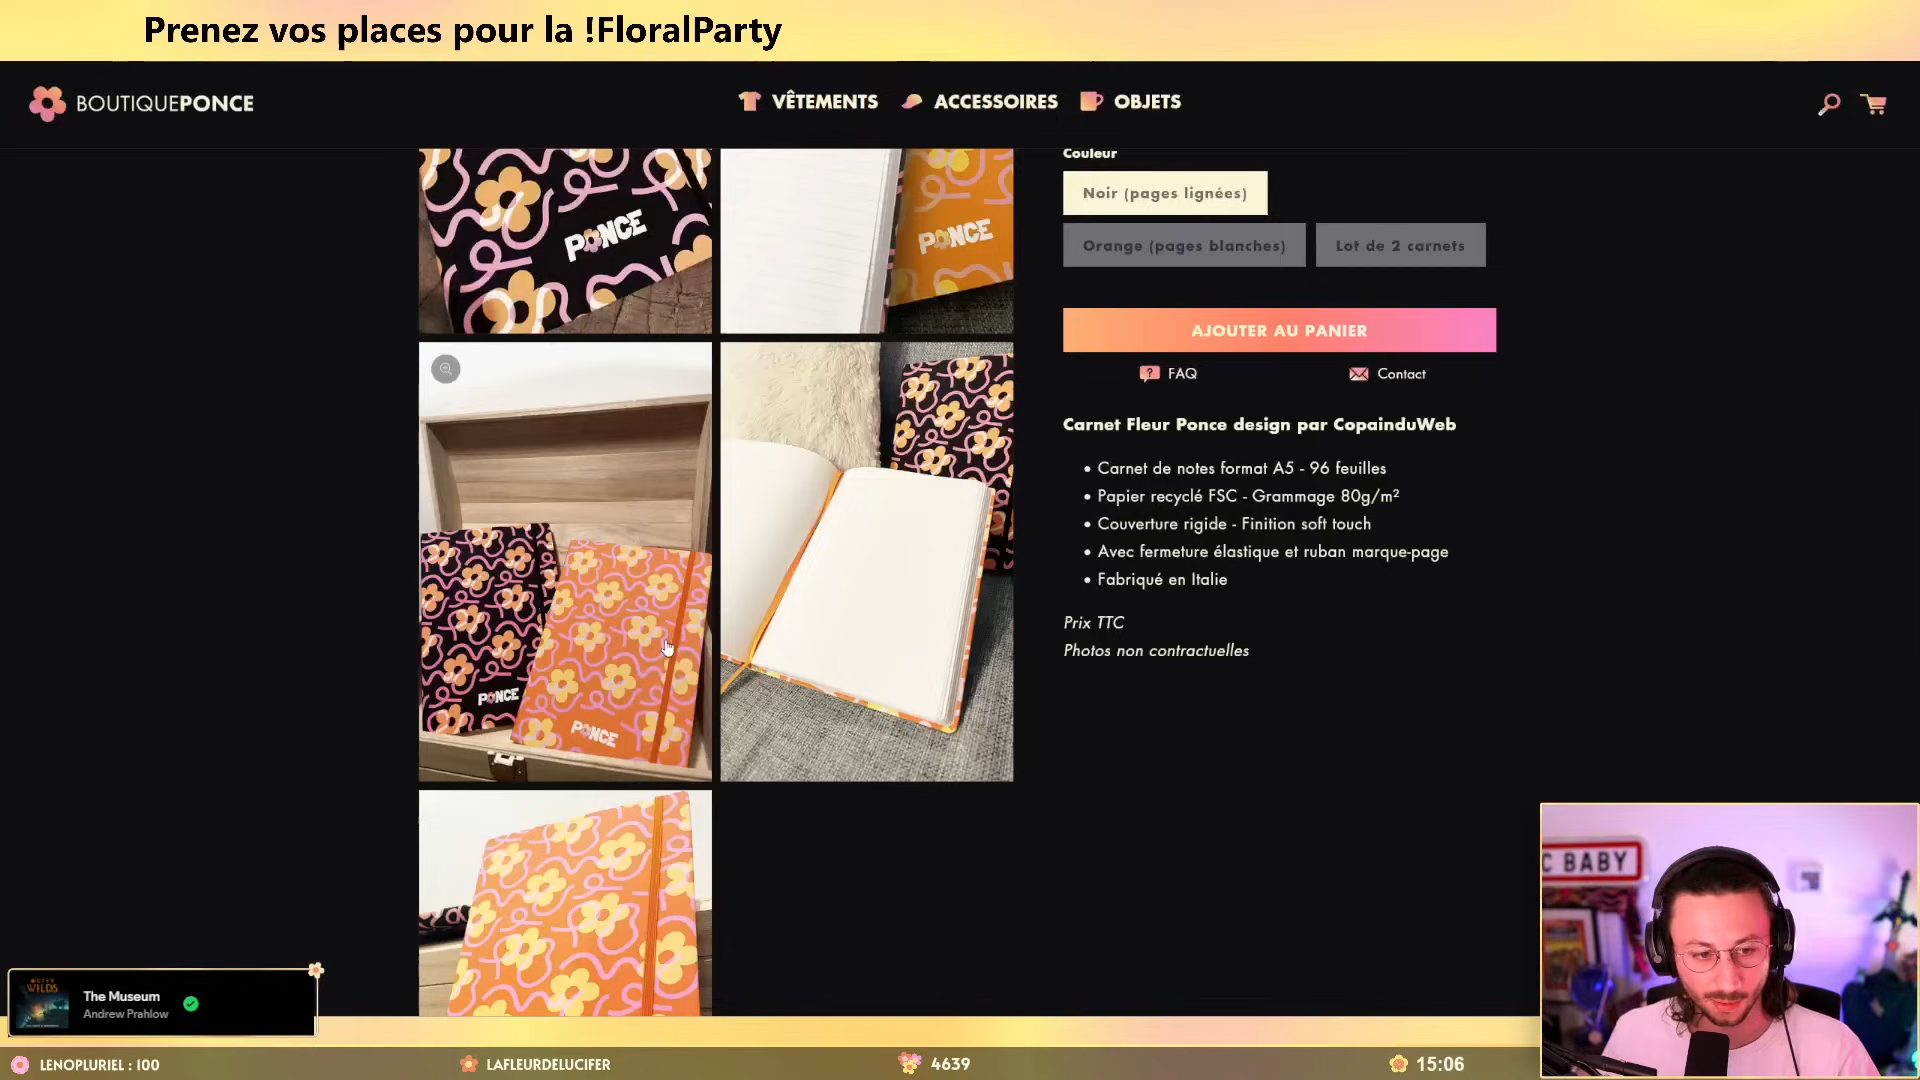 Prenez vos places pour la !FloralParty
BOUTIQUEPONCE
VÊTEMENTS
ACCESSOIRES
OBJETS
PONCE
PONCE
Couleur
Noir (pages lignées)
Orange (pages blanches)
Lot de 2 carnets
AJOUTER AU PANIER
? FAQ
Contact
Carnet Fleur Ponce design par CopainduWeb
• Carnet de notes format A5 - 96 feuilles
• Papier recyclé FSC - Grammage 80g/m²
• Couverture rigide - Finition soft touch
• Avec fermeture élastique et ruban marque-page
• Fabriqué en Italie
Prix TTC
Photos non contractuelles
PONCE
PONCE
C BABY
WILDS
The Museum
Andrew Prahlow
LENOPLURIEL : 100
LAFLEURDELUCIFER
4639
15:06